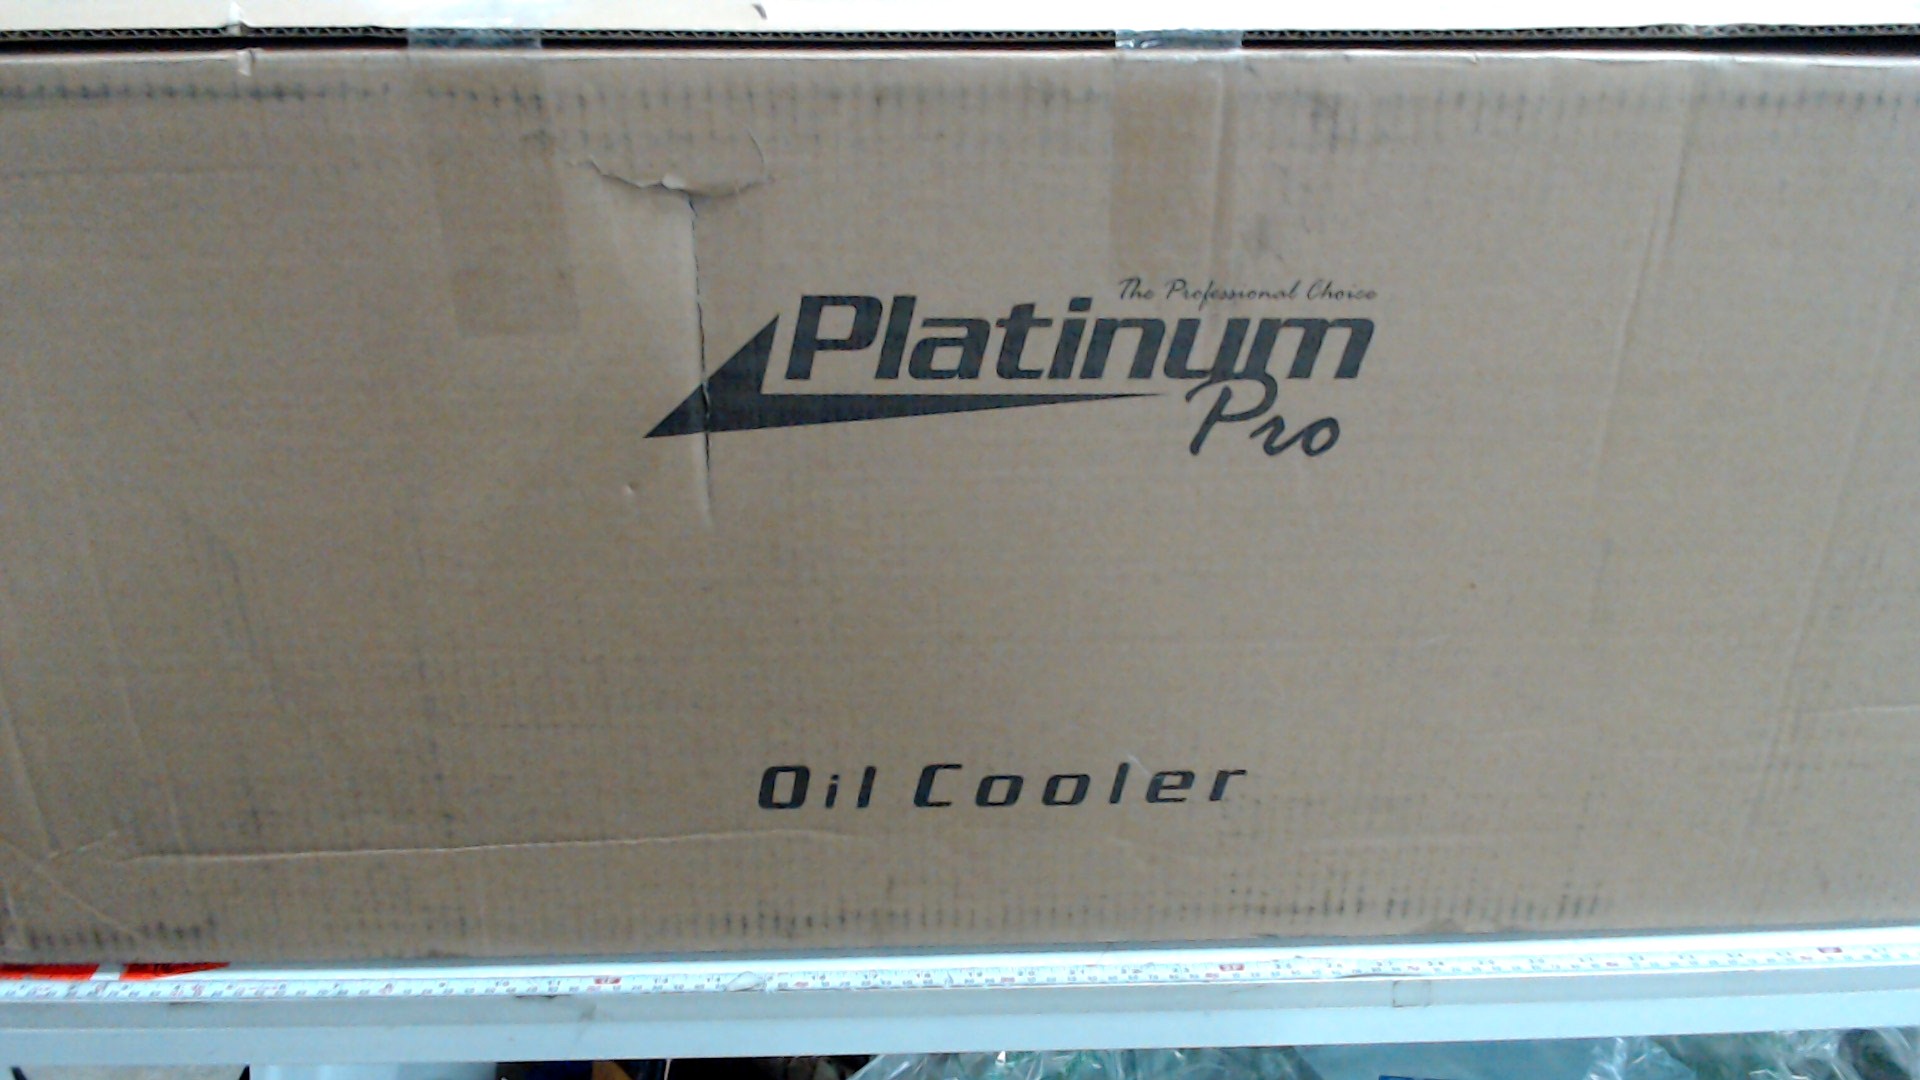 The Professional Choice
Platinum
Pro
Oil Cooler